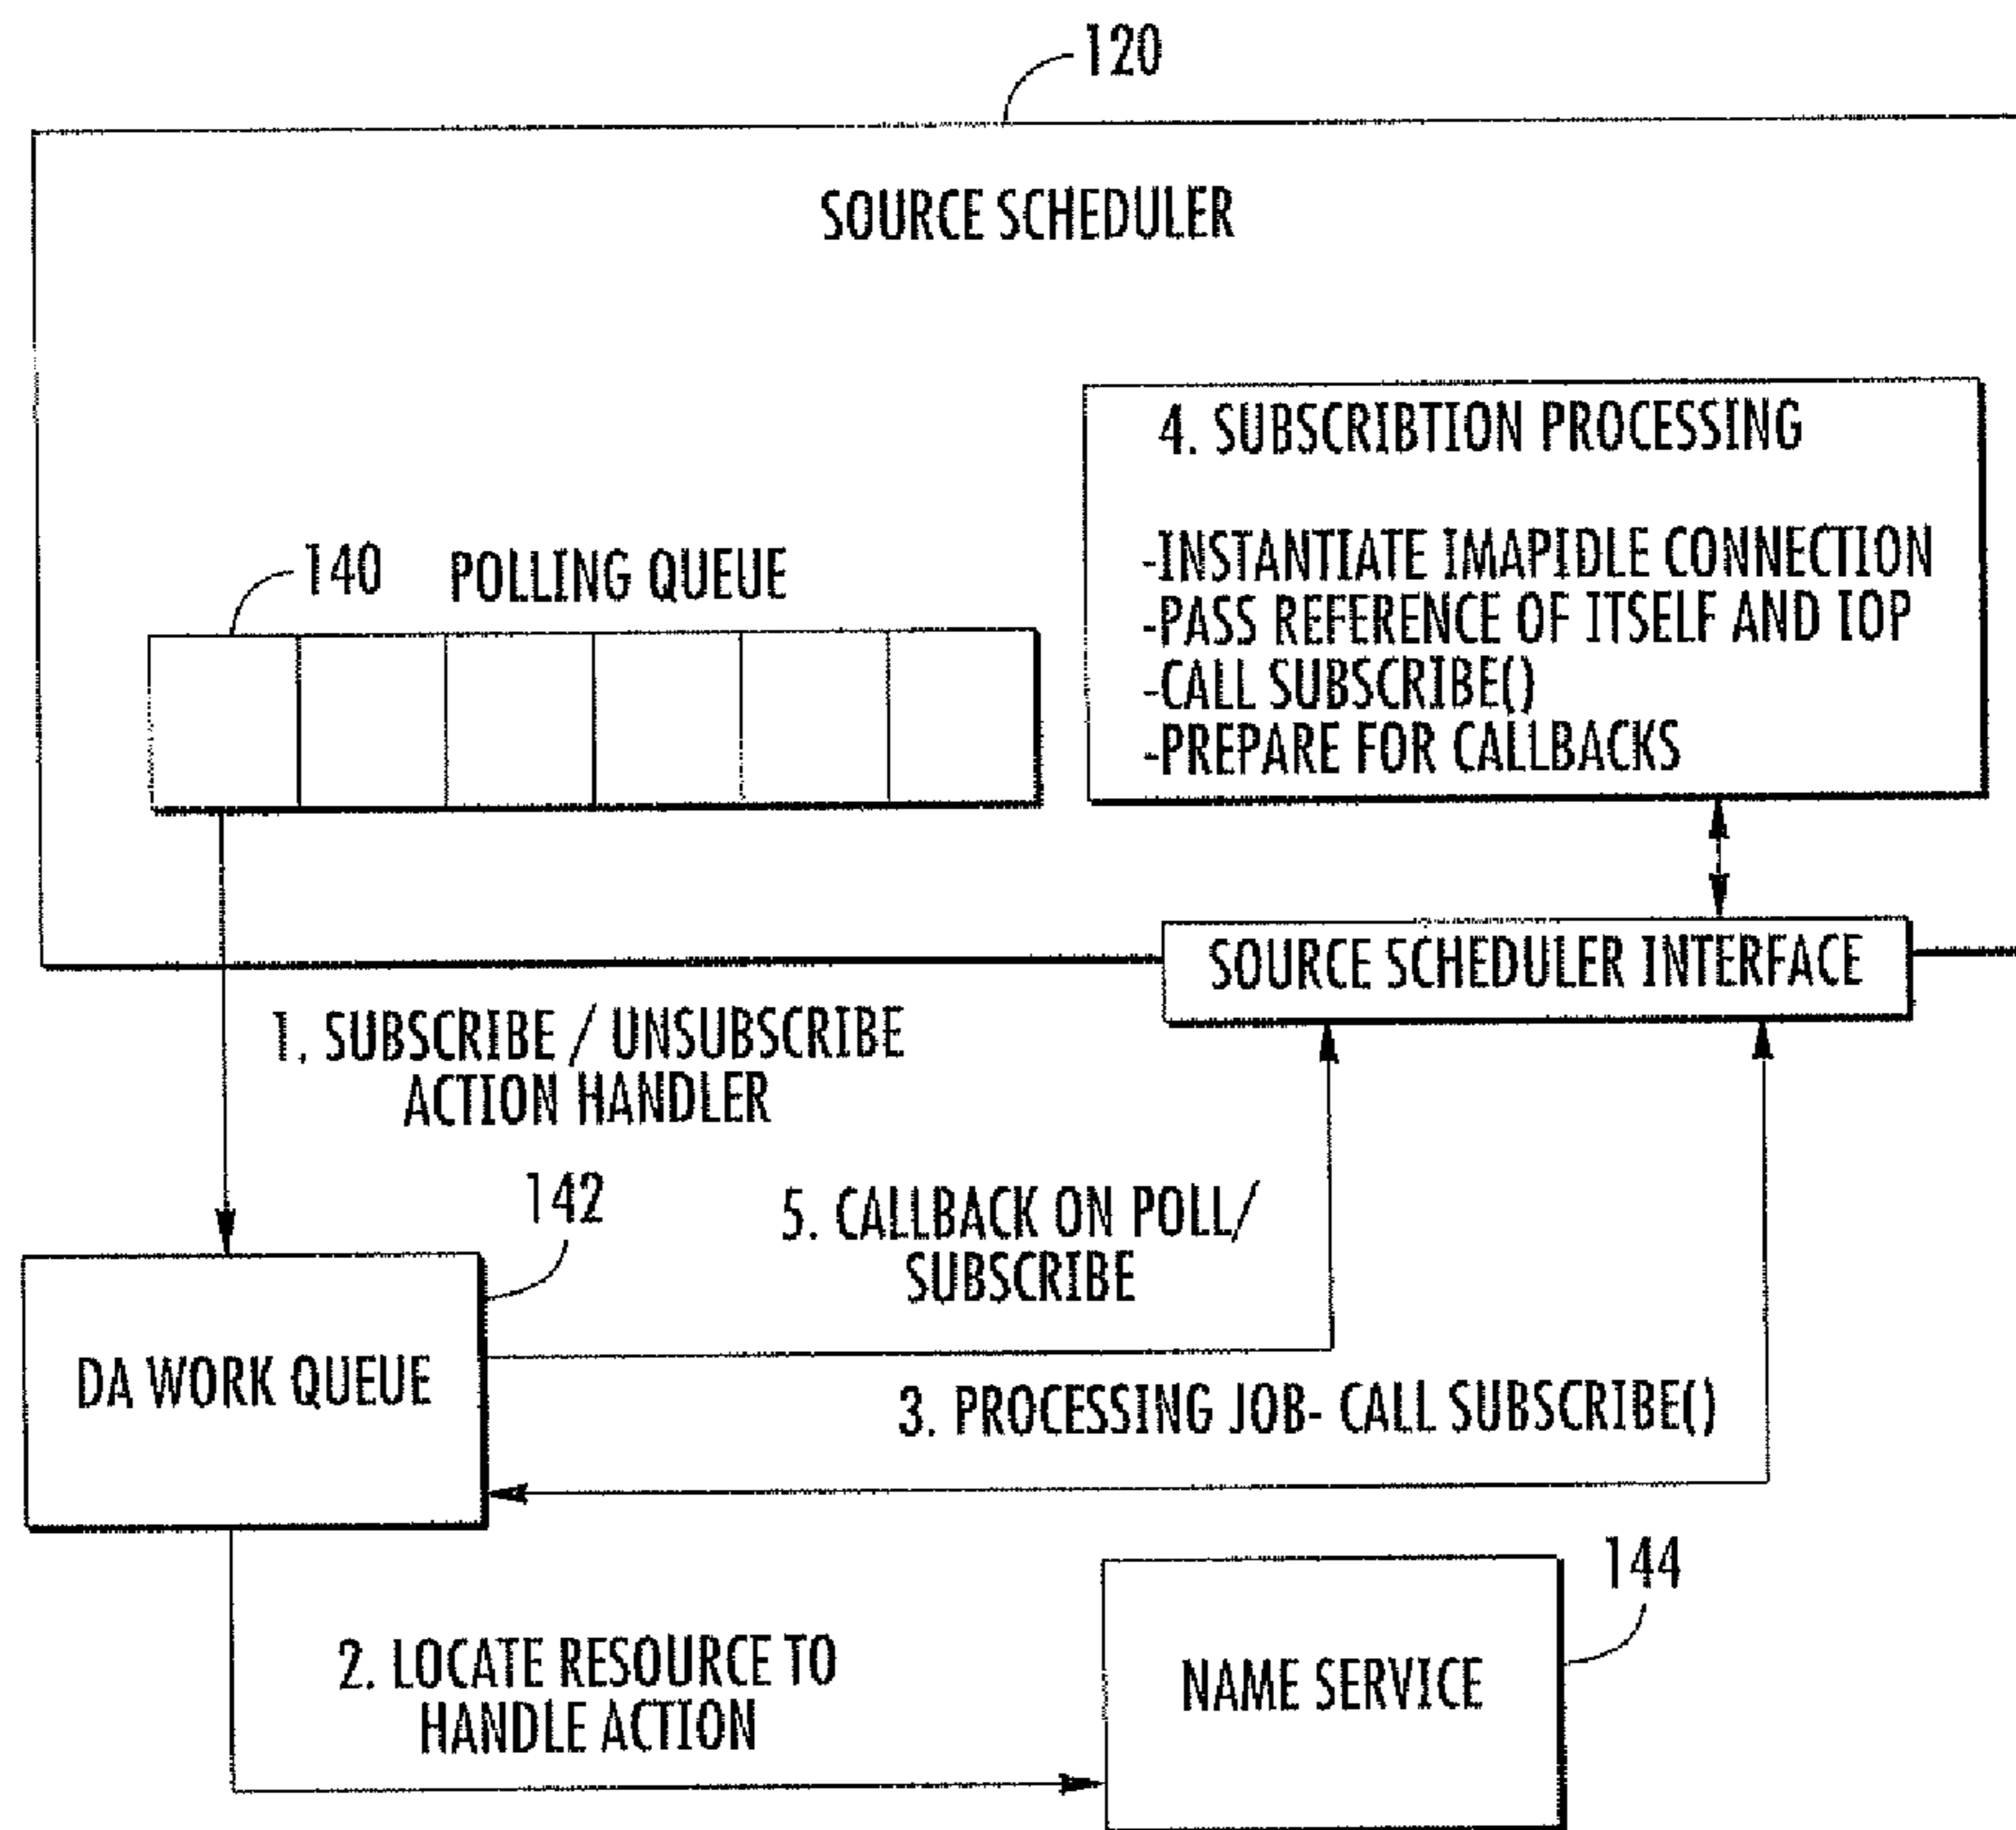 120
SOURCE SCHEDULER
4. SUBSCRIBTION PROCESSING
-INSTANTIATE IMAPIDLE CONNECTION
-PASS REFERENCE OF ITSELF AND IOP
-CALL SUBSCRIBE()
-PREPARE FOR CALLBACKS
140
POLLING QUEUE
SOURCE SCHEDULER INTERFACE
1. SUBSCRIBE / UNSUBSCRIBE
ACTION HANDLER
142
5. CALLBACK ON POLL/
SUBSCRIBE
DA WORK QUEUE
3. PROCESSING JOB- CALL SUBSCRIBE()
144
2. LOCATE RESOURCE TO
HANDLE ACTION
NAME SERVICE